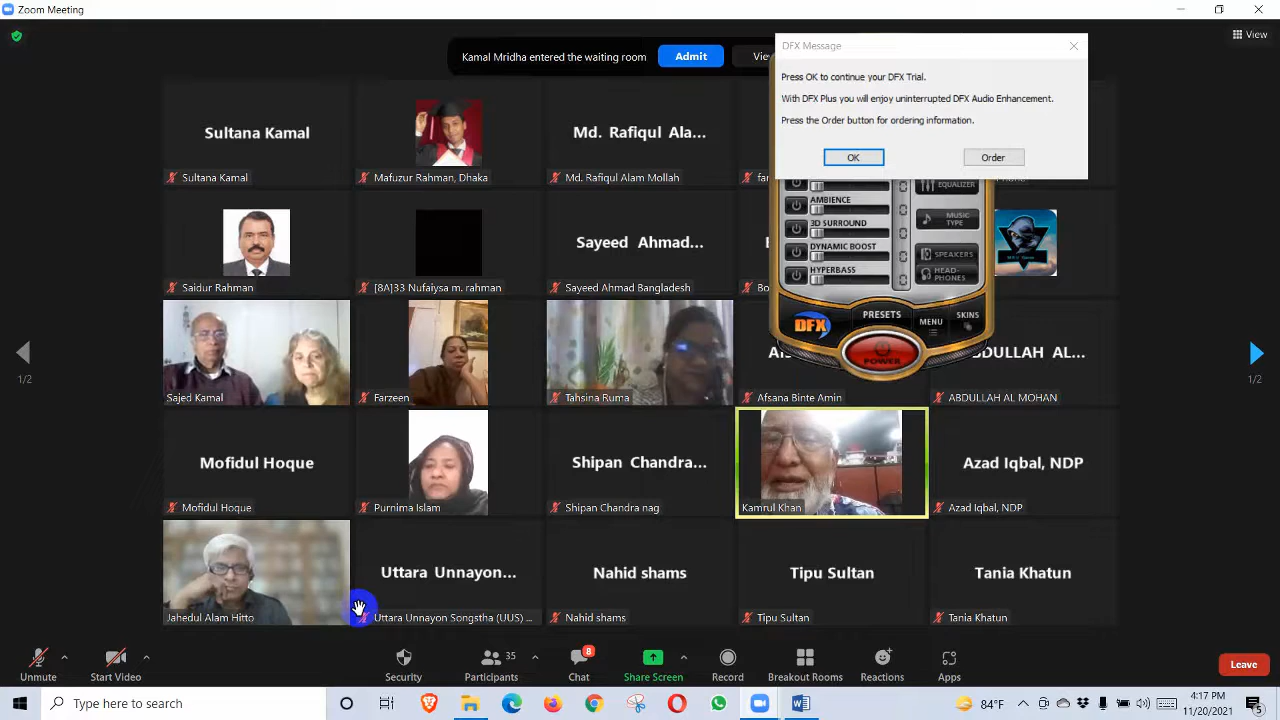 Zoom Meeting
View
Kamal Mridha entered the waiting room
Admit
DFX Message
Press OK to continue your DFX Trial.
With DFX Plus you will enjoy uninterrupted DFX Audio Enhancement.
Press the Order button for ordering information.
OK
Order
Sultana Kamal
Sultana Kamal
Mafuzur Rahman, Dhaka
Md. Rafiqul Ala...
Md. Rafiqul Alam Mollah
EQUALIZER
AMBIENCE
0
3D SURROUND
0
MUSIC
TYPE
DYNAMIC BOOST
0
SPEAKERS
HYPERBASS
0
HEAD-
PHONES
DFX
PRESETS
MENU
SKINS
POWER
Saidur Rahman
[8A]33 Nufaiysa m. rahman
Sayeed Ahmad...
Sayeed Ahmad Bangladesh
1/2
Sajed Kamal
Farzeen
Tahsina Ruma
Afsana Binte Amin
DULLAH AL...
ABDULLAH AL MOHAN
1/2
Mofidul Hoque
Mofidul Hoque
Purnima Islam
Shipan Chandra...
Shipan Chandra nag
Kamrul Khan
Azad Iqbal, NDP
Azad Iqbal, NDP
Jahedul Alam Hitto
Uttara Unnayon...
Uttara Unnayon Songstha (UUS) ...
Nahid shams
Nahid shams
Tipu Sultan
Tipu Sultan
Tania Khatun
Tania Khatun
Unmute
Start Video
Security
35
Participants
8
Chat
Share Screen
Record
Breakout Rooms
Reactions
Apps
Leave
Type here to search
84°F
4:17 PM
11/20/2021
5